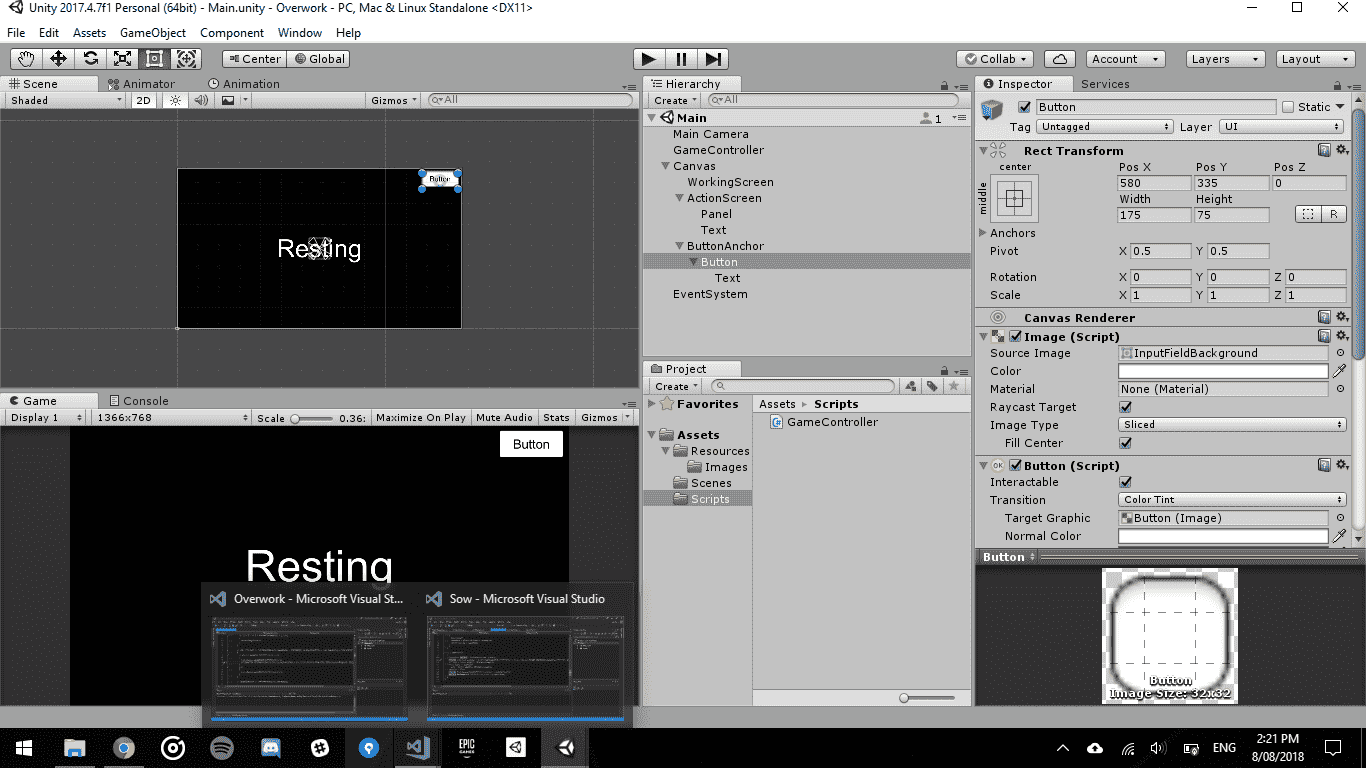 Unity 2017.4.7f1 Personal (64bit) - Main.unity - Overwork - PC, Mac & Linux Standalone <DX11>
File Edit Assets GameObject Component Window Help
Center Global Collab Account Layers Layout
Scene Animator Animation
Shaded 2D Gizmos All
Button
Resting
Game Console
Display 1 1366x768 Scale 0.36: Maximize On Play Mute Audio Stats Gizmos
Button
Resting
Overwork - Microsoft Visual St...
Sow - Microsoft Visual Studio
Hierarchy
Create All
Main 1
Main Camera
GameController
Canvas
WorkingScreen
ActionScreen
Panel
Text
ButtonAnchor
Button
Text
EventSystem
Project
Create
Favorites
Assets
Resources
Images
Scenes
Scripts
Assets Scripts
GameController
Inspector Services
Button Static
Tag Untagged Layer UI
Rect Transform
center
middle
Pos X Pos Y Pos Z
580 335 0
Width Height
175 75
R
Anchors
Pivot X 0.5 Y 0.5
Rotation X 0 Y 0 Z 0
Scale X 1 Y 1 Z 1
Canvas Renderer
Image (Script)
Source Image InputFieldBackground
Color
Material None (Material)
Raycast Target
Image Type Sliced
Fill Center
OK Button (Script)
Interactable
Transition Color Tint
Target Graphic Button (Image)
Normal Color
Button
Button
Image Size: 32x32
EPIC GAMES
ENG
2:21 PM
8/08/2018